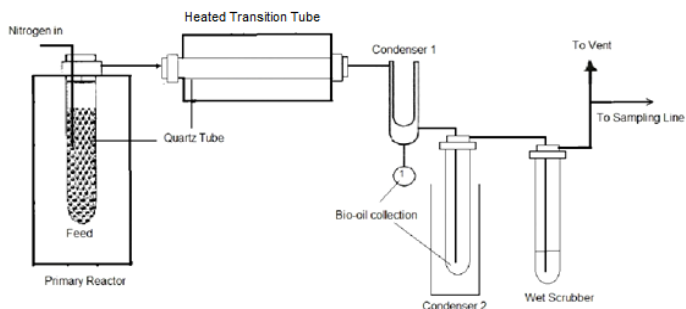 Heated Transition Tube
Nitrogen in
Condenser 1
To Vent
To Sampling Line
Quartz Tube
1
Bio-oil collection
Feed
Primary Reactor
Condenser 2
Wet Scrubber